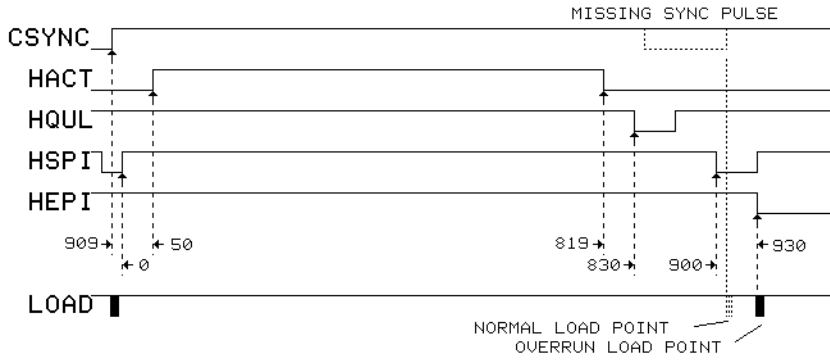 MISSING SYNC PULSE
CSYNC
HACT
HQUL
HSPI
HEPI
909 50 819 930
0 830 900
LOAD
NORMAL LOAD POINT
OVERRUN LOAD POINT